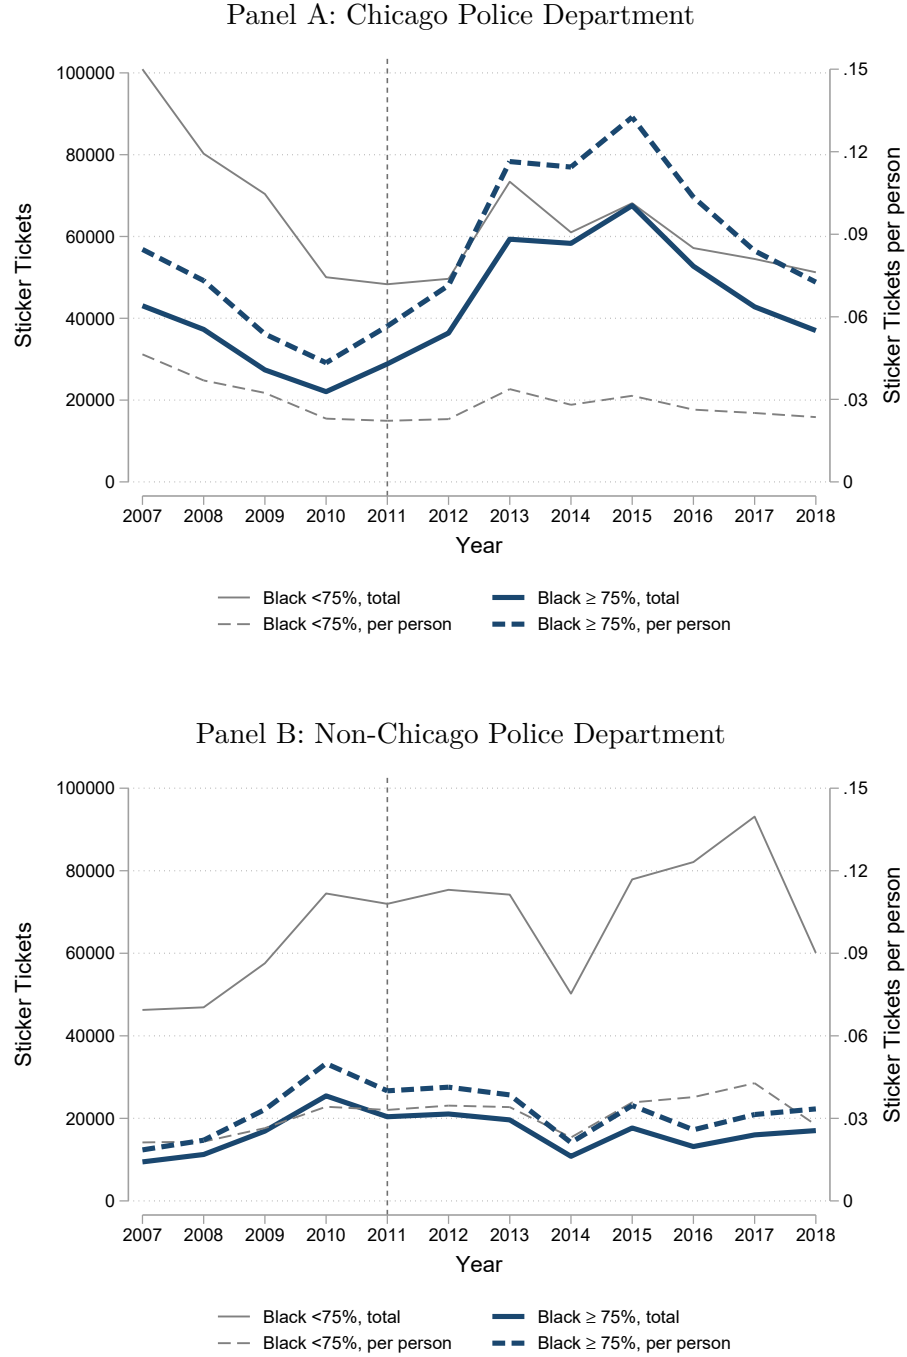 Panel A: Chicago Police Department
100000
80000
60000
40000
20000
0
Sticker Tickets
.15
.12
.09
.06
.03
0
Sticker Tickets per person
2007 2008 2009 2010 2011 2012 2013 2014 2015 2016 2017 2018
Year
Black <75%, total Black ≥ 75%, total
Black <75%, per person Black ≥ 75%, per person
Panel B: Non-Chicago Police Department
100000
80000
60000
40000
20000
0
Sticker Tickets
.15
.12
.09
.06
.03
0
Sticker Tickets per person
2007 2008 2009 2010 2011 2012 2013 2014 2015 2016 2017 2018
Year
Black <75%, total Black ≥ 75%, total
Black <75%, per person Black ≥ 75%, per person